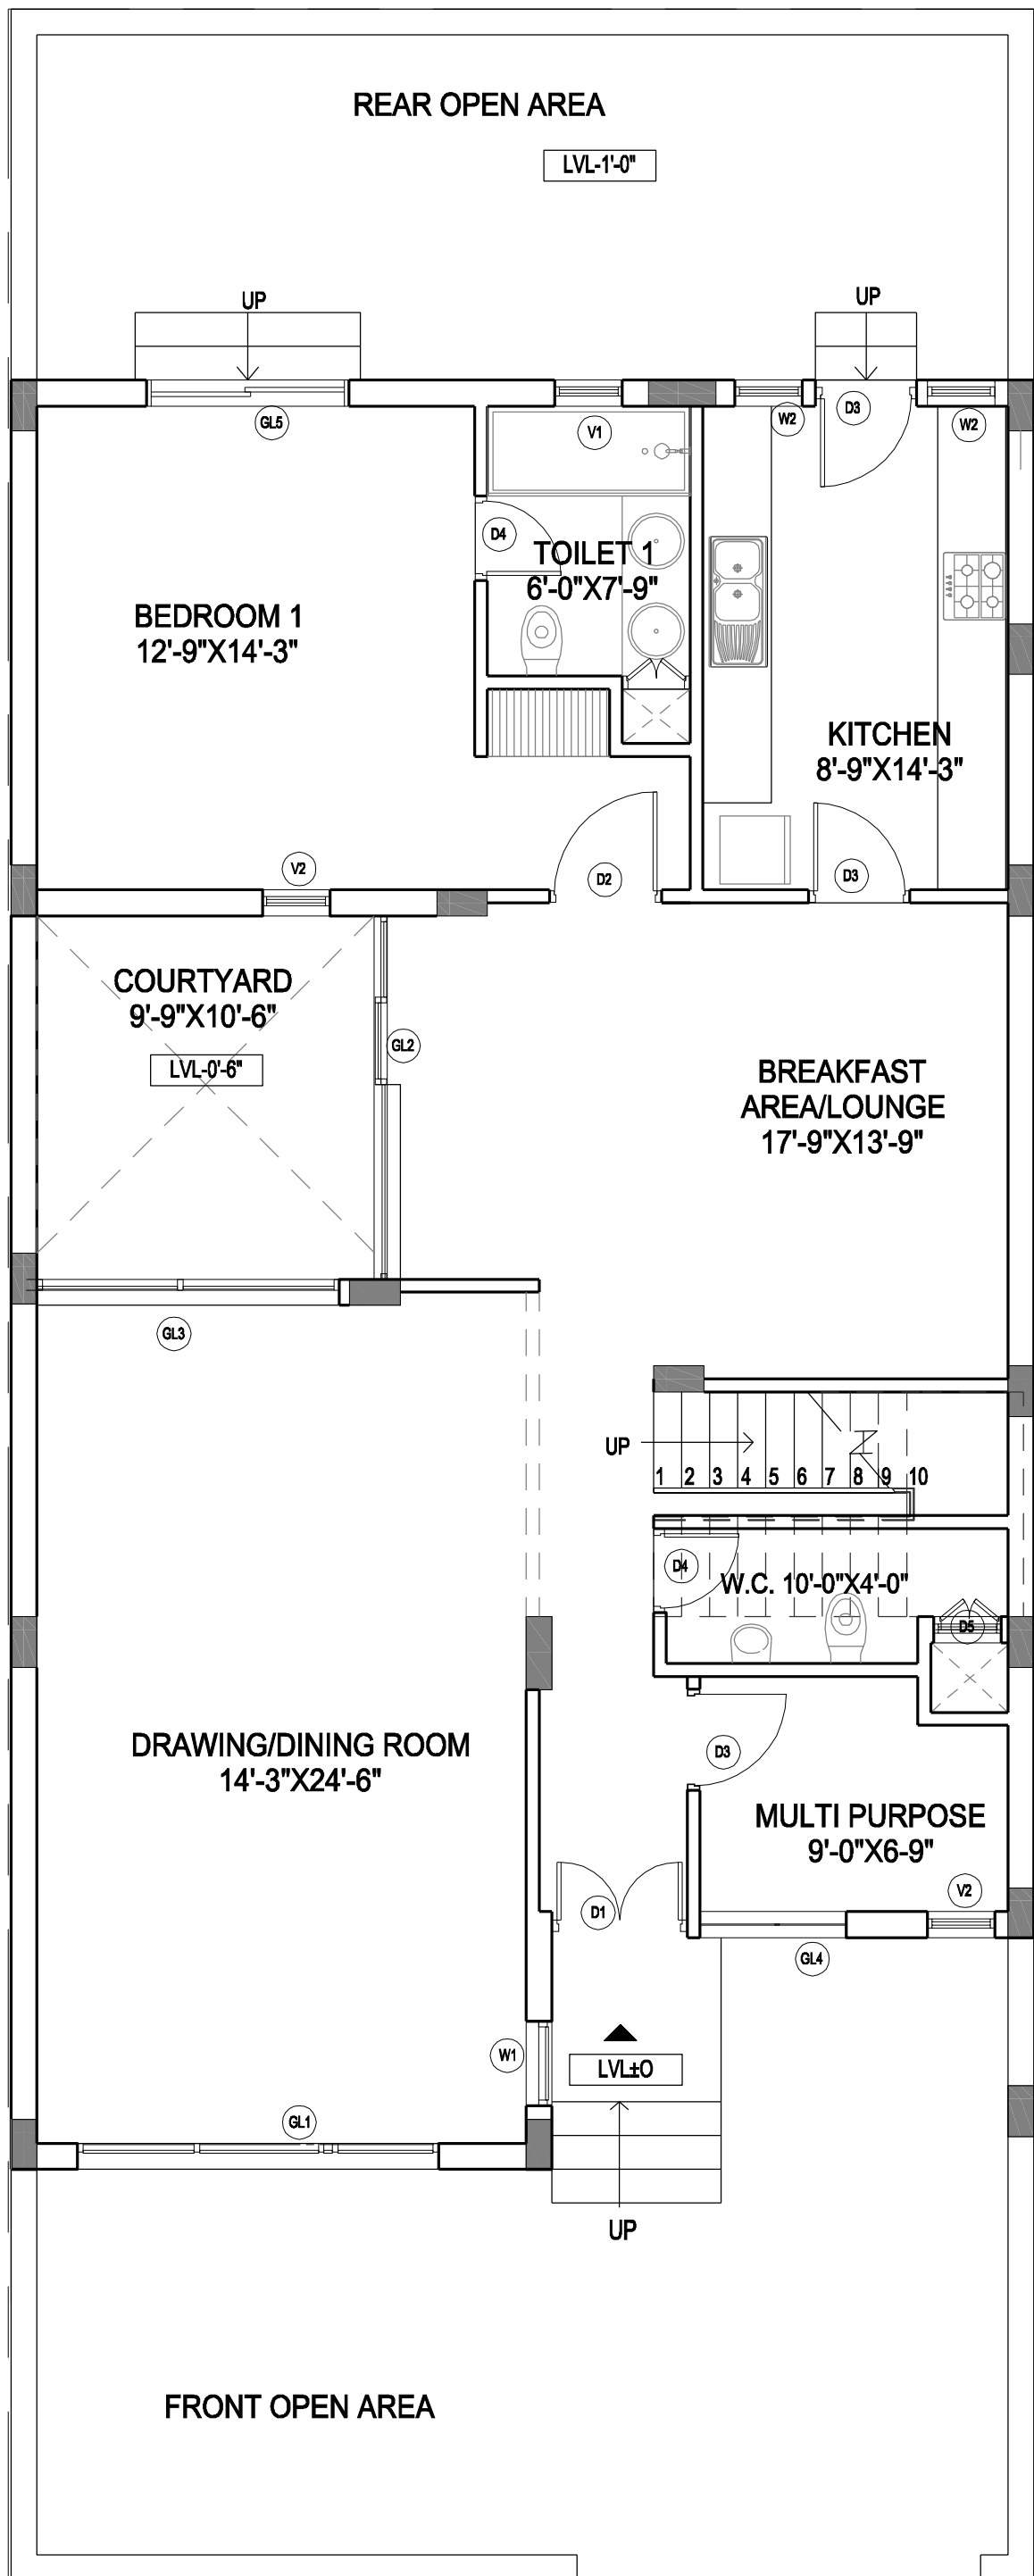 REAR OPEN AREA
LVL-1'-0"
UP
UP
GL5
V1
W2
D3
W2
D4
TOILET 1
6'-0"X7'-9"
BEDROOM 1
12'-9"X14'-3"
KITCHEN
8'-9"X14'-3"
V2
D2
D3
COURTYARD
9'-9"X10'-6"
LVL-0'-6"
GL2
BREAKFAST
AREA/LOUNGE
17'-9"X13'-9"
GL3
UP
1 2 3 4 5 6 7 8 9 10
D4
W.C. 10'-0"X4'-0"
D5
DRAWING/DINING ROOM
14'-3"X24'-6"
D3
MULTI PURPOSE
9'-0"X6-9"
V2
D1
GL4
W1
LVL±O
GL1
UP
FRONT OPEN AREA